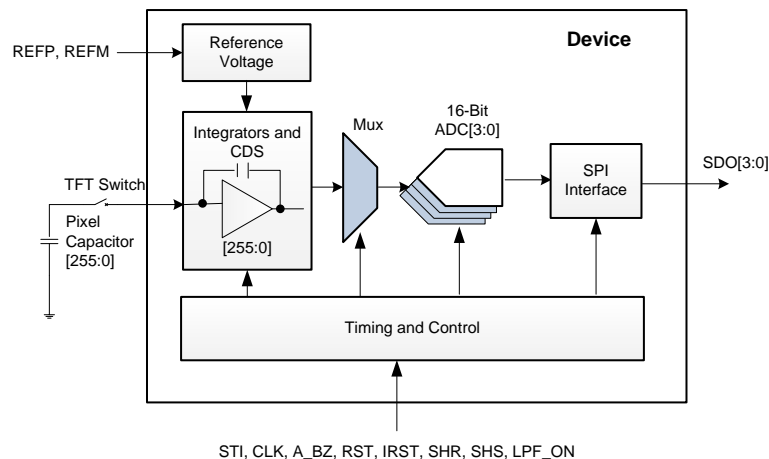 Device
REFP, REFM
Reference
Voltage
Integrators and
CDS
[255:0]
Mux
16-Bit
ADC[3:0]
SPI
Interface
SDO[3:0]
TFT Switch
Pixel
Capacitor
[255:0]
Timing and Control
STI, CLK, A_BZ, RST, IRST, SHR, SHS, LPF_ON